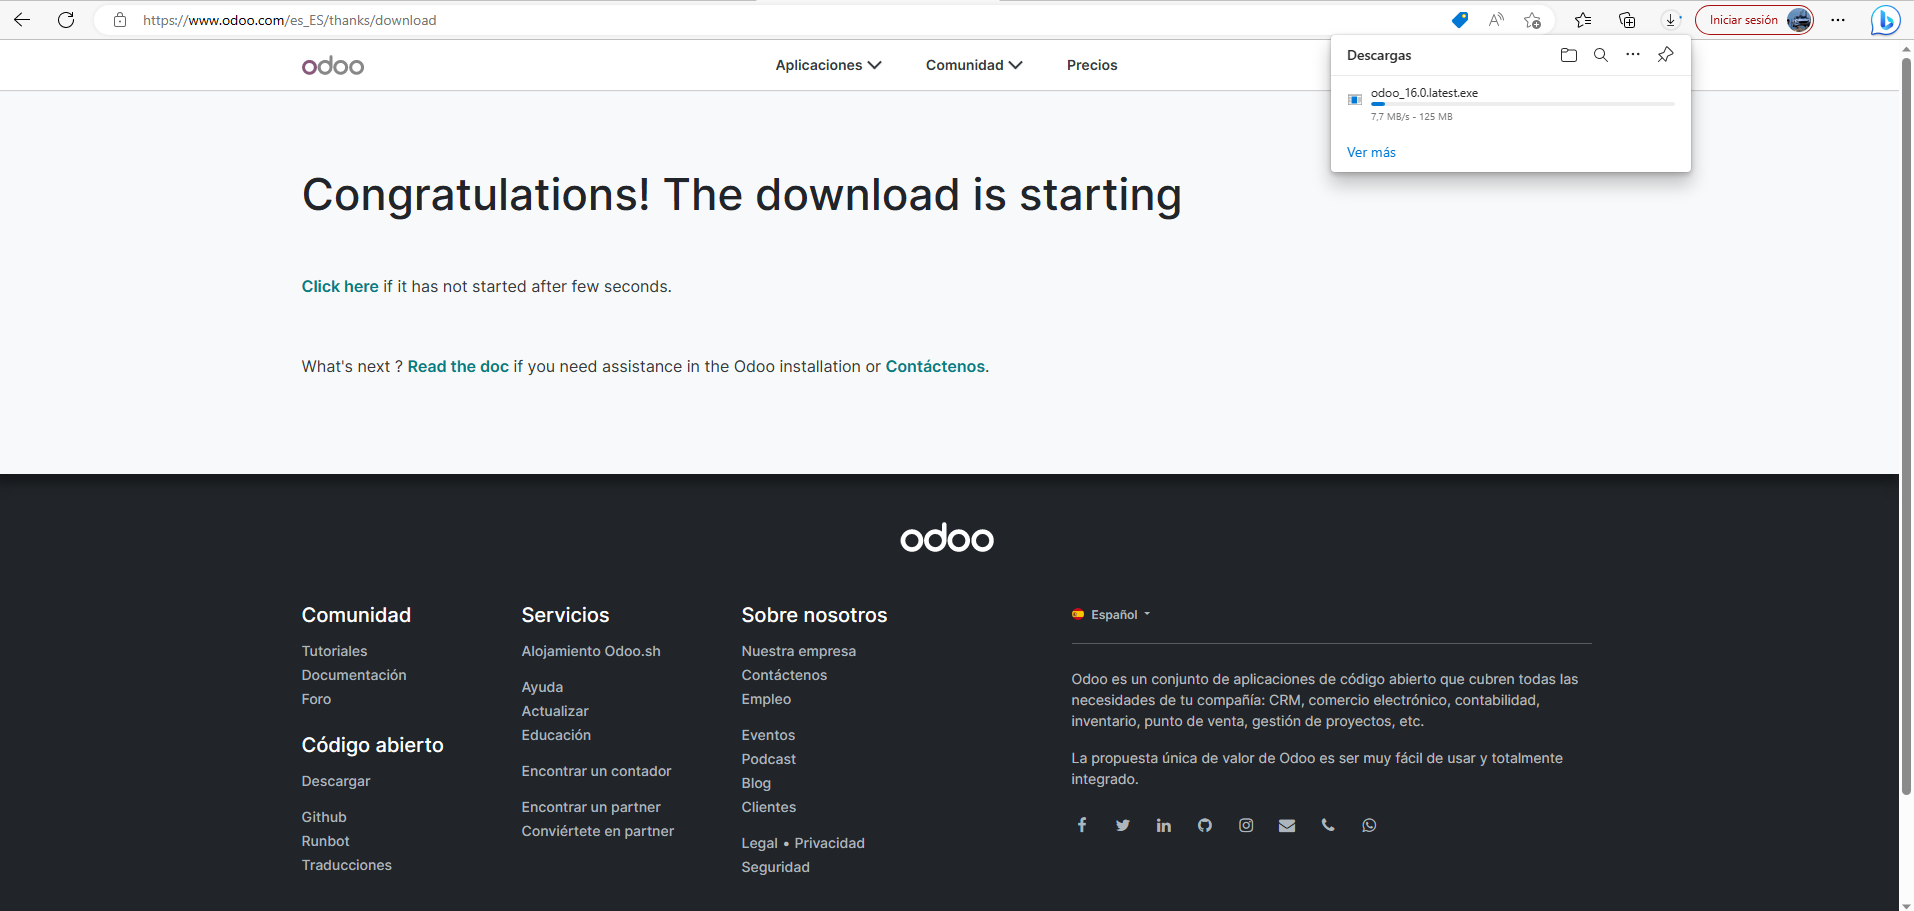 https://www.odoo.com/es_ES/thanks/download
Iniciar sesión
odoo
Aplicaciones
Comunidad
Precios
Descargas
odoo_16.0.latest.exe
7,7 MB/s - 125 MB
Ver más
Congratulations! The download is starting
Click here if it has not started after few seconds.
What's next ? Read the doc if you need assistance in the Odoo installation or Contáctenos.
odoo
Comunidad
Tutoriales
Documentación
Foro
Código abierto
Descargar
Github
Runbot
Traducciones
Servicios
Alojamiento Odoo.sh
Ayuda
Actualizar
Educación
Encontrar un contador
Encontrar un partner
Conviértete en partner
Sobre nosotros
Nuestra empresa
Contáctenos
Empleo
Eventos
Podcast
Blog
Clientes
Legal • Privacidad
Seguridad
Español
Odoo es un conjunto de aplicaciones de código abierto que cubren todas las
necesidades de tu compañía: CRM, comercio electrónico, contabilidad,
inventario, punto de venta, gestión de proyectos, etc.
La propuesta única de valor de Odoo es ser muy fácil de usar y totalmente
integrado.